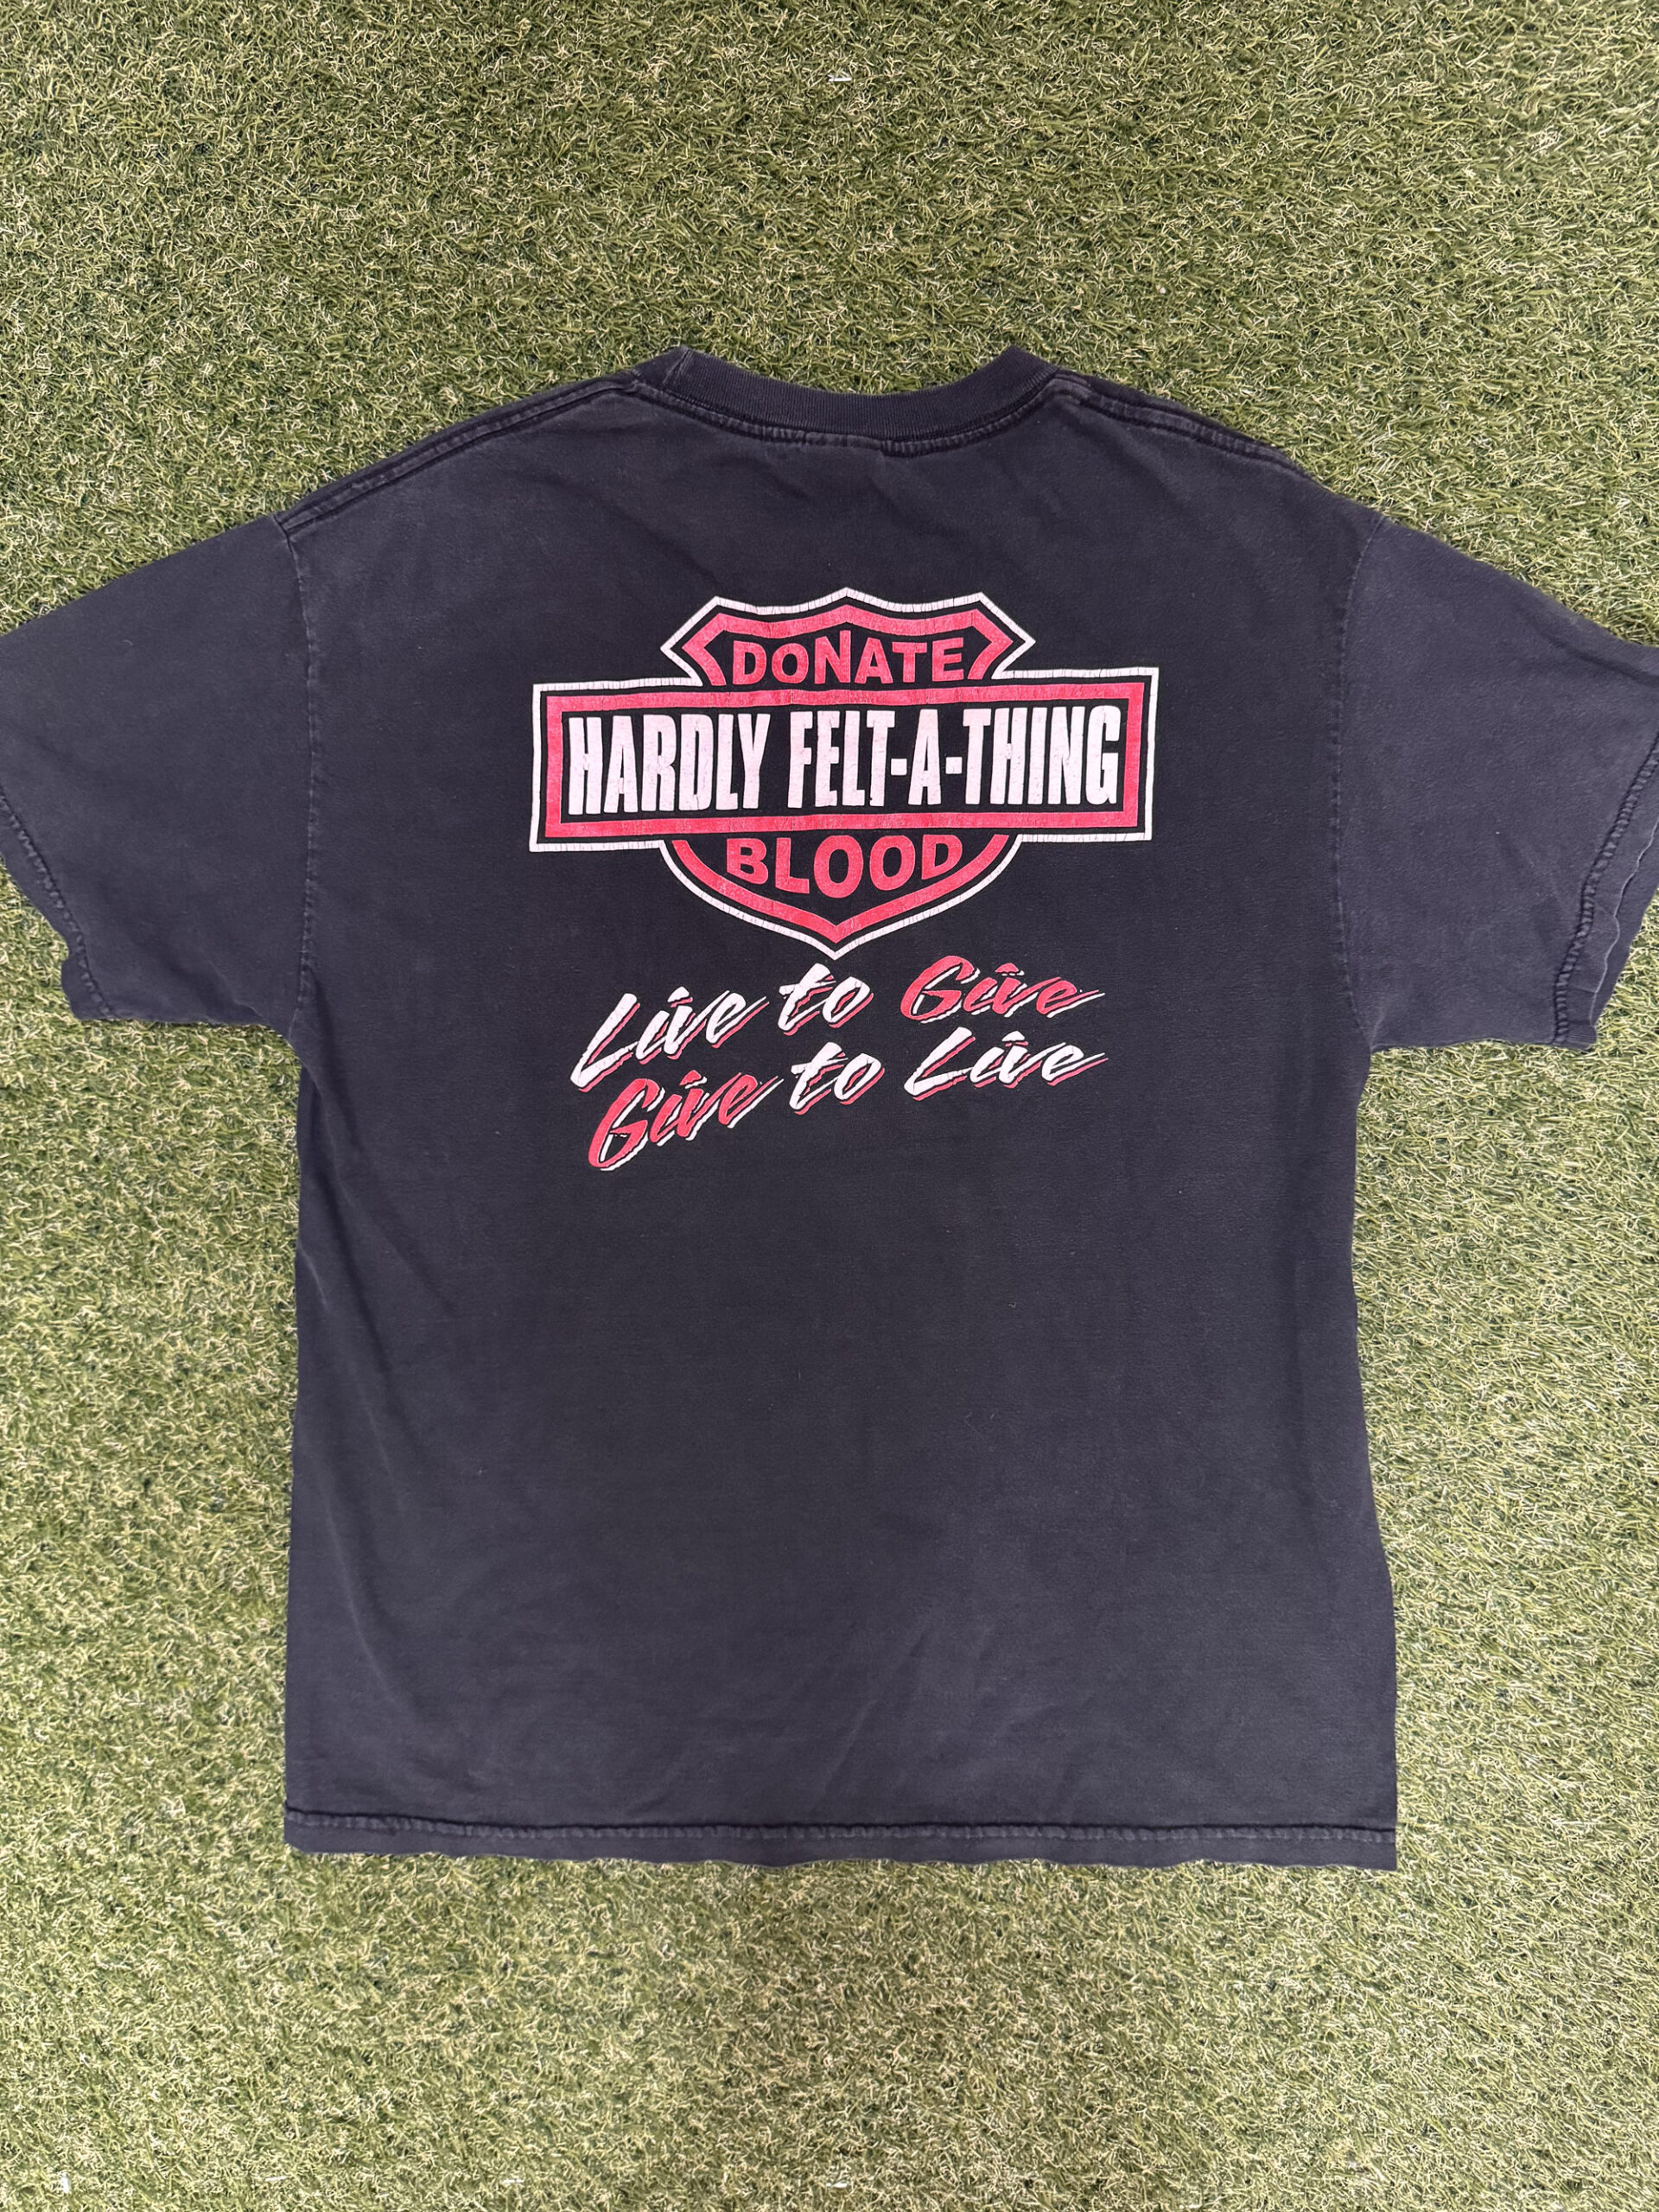 DONATE
HARDLY FELT-A-THING
BLOOD
Live to Give
Give to Live